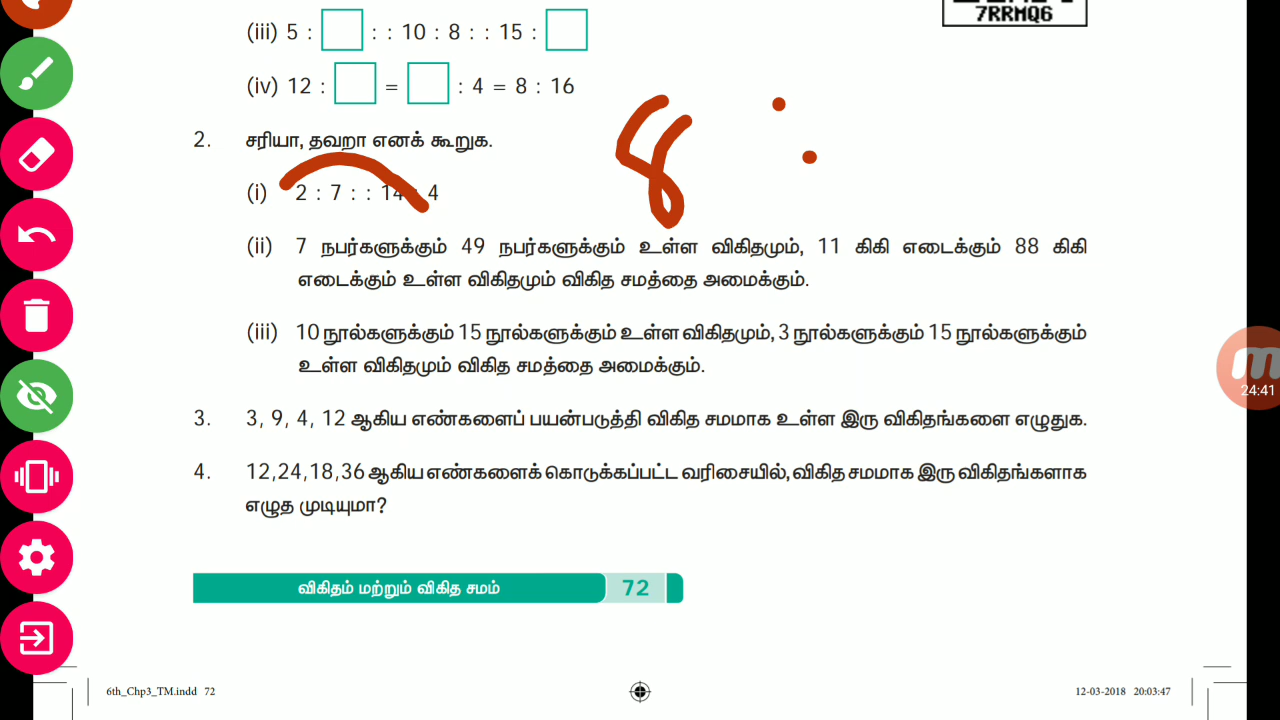 7RRMQ6
(iii) 5 : : : 10 : 8 : : 15 :
(iv) 12 : = : 4 = 8 : 16
2. சரியா, தவறா எனக் கூறுக.
(i) 2 : 7 : : 14 : 4
8 :
(ii) 7 நபர்களுக்கும் 49 நபர்களுக்கும் உள்ள விகிதமும், 11 கிகி எடைக்கும் 88 கிகி
எடைக்கும் உள்ள விகிதமும் விகித சமத்தை அமைக்கும்.
(iii) 10 நூல்களுக்கும் 15 நூல்களுக்கும் உள்ள விகிதமும், 3 நூல்களுக்கும் 15 நூல்களுக்கும்
உள்ள விகிதமும் விகித சமத்தை அமைக்கும்.
3. 3, 9, 4, 12 ஆகிய எண்களைப் பயன்படுத்தி விகித சமமாக உள்ள இரு விகிதங்களை எழுதுக.
24:41
4. 12,24,18,36 ஆகிய எண்களைக் கொடுக்கப்பட்ட வரிசையில், விகித சமமாக இரு விகிதங்களாக
எழுத முடியுமா?
விகிதம் மற்றும் விகித சமம் 72
6th_Chp3_TM.indd 72 12-03-2018 20:03:47